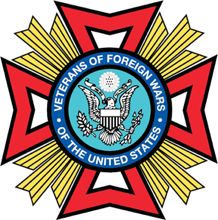 VETERANS OF FOREIGN WARS
OF THE UNITED STATES